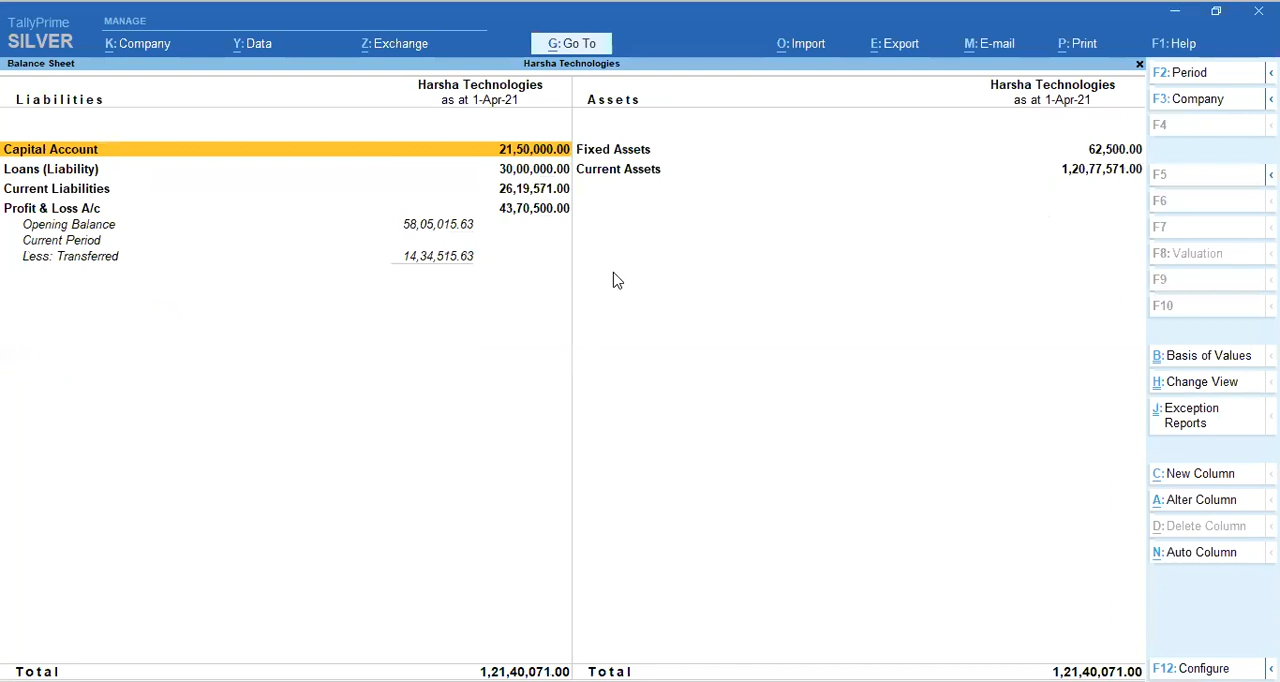 TallyPrime
SILVER
MANAGE
K: Company
Y: Data
Z: Exchange
G: Go To
O: Import
E: Export
M: E-mail
P: Print
F1: Help
Balance Sheet
Harsha Technologies
×
Liabilities
Harsha Technologies
as at 1-Apr-21
Assets
Harsha Technologies
as at 1-Apr-21
Capital Account 21,50,000.00
Loans (Liability) 30,00,000.00
Current Liabilities 26,19,571.00
Profit & Loss A/c 43,70,500.00
Opening Balance 58,05,015.63
Current Period
Less: Transferred 14,34,515.63
Fixed Assets 62,500.00
Current Assets 1,20,77,571.00
Total 1,21,40,071.00
Total 1,21,40,071.00
F2: Period
F3: Company
F4
F5
F6
F7
F8: Valuation
F9
F10
B: Basis of Values
H: Change View
J: Exception
Reports
C: New Column
A: Alter Column
D: Delete Column
N: Auto Column
F12: Configure